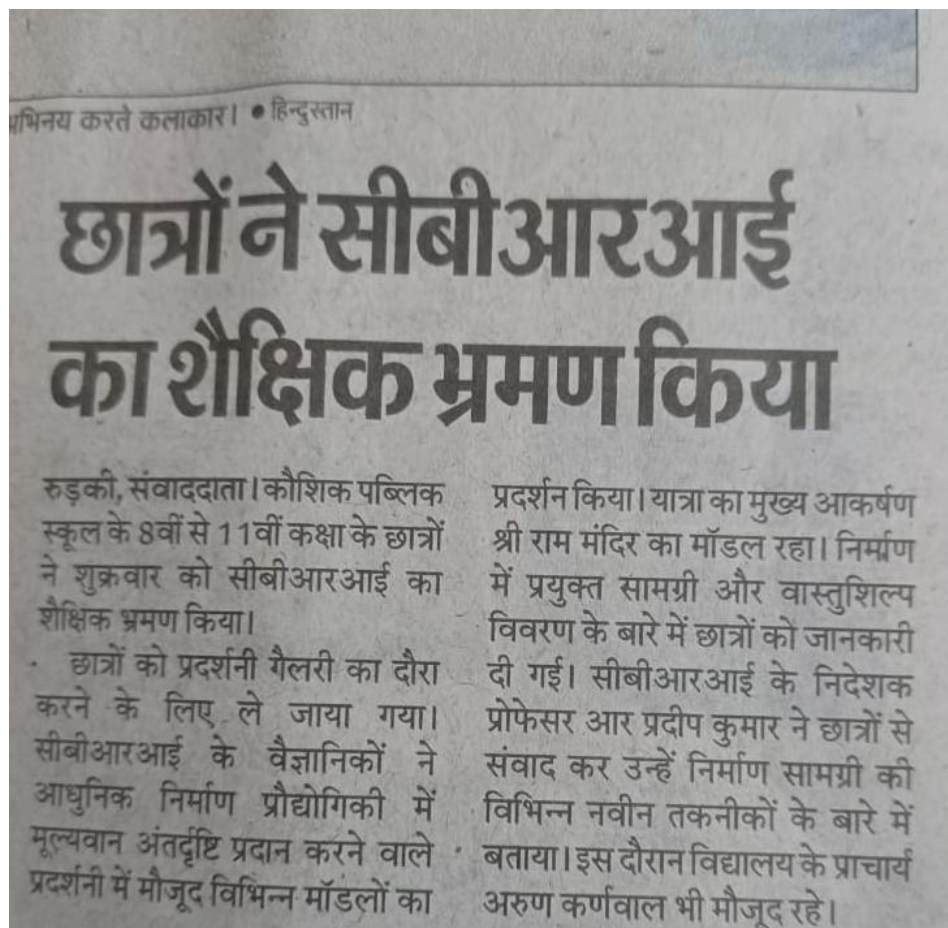 भिनय करते कलाकार। ● हिन्दुस्तान
छात्रों ने सीबीआरआई
का शैक्षिक भ्रमण किया
रुड़की, संवाददाता। कौशिक पब्लिक
स्कूल के 8वीं से 11वीं कक्षा के छात्रों
ने शुक्रवार को सीबीआरआई का
शैक्षिक भ्रमण किया।
छात्रों को प्रदर्शनी गैलरी का दौरा
करने के लिए ले जाया गया।
सीबीआरआई के वैज्ञानिकों ने
आधुनिक निर्माण प्रौद्योगिकी में
मूल्यवान अंतर्दृष्टि प्रदान करने वाले
प्रदर्शनी में मौजूद विभिन्न मॉडलों का
प्रदर्शन किया। यात्रा का मुख्य आकर्षण
श्री राम मंदिर का मॉडल रहा। निर्माण
में प्रयुक्त सामग्री और वास्तुशिल्प
विवरण के बारे में छात्रों को जानकारी
दी गई। सीबीआरआई के निदेशक
प्रोफेसर आर प्रदीप कुमार ने छात्रों से
संवाद कर उन्हें निर्माण सामग्री की
विभिन्न नवीन तकनीकों के बारे में
बताया। इस दौरान विद्यालय के प्राचार्य
अरुण कर्णवाल भी मौजूद रहे।